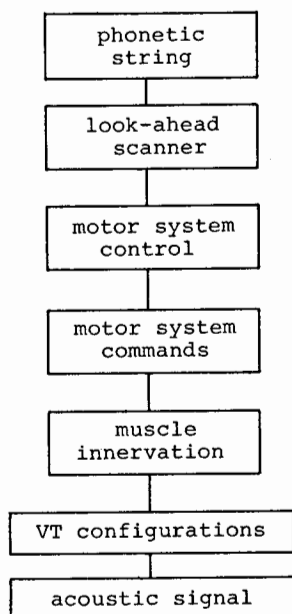 phonetic
string
look-ahead
scanner
motor system
control
motor system
commands
muscle
innervation
VT configurations
acoustic signal